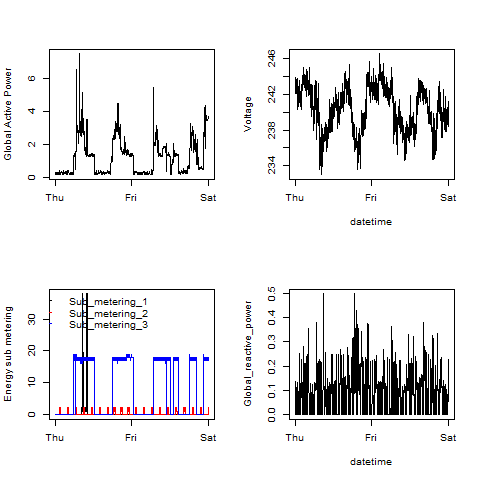 Global Active Power
0 2 4 6
Thu Fri Sat
Voltage
234 238 242 246
Thu Fri Sat
datetime
Energy sub metering
0 10 20 30
Sub_metering_1
Sub_metering_2
Sub_metering_3
Thu Fri Sat
Global_reactive_power
0.0 0.1 0.2 0.3 0.4 0.5
Thu Fri Sat
datetime